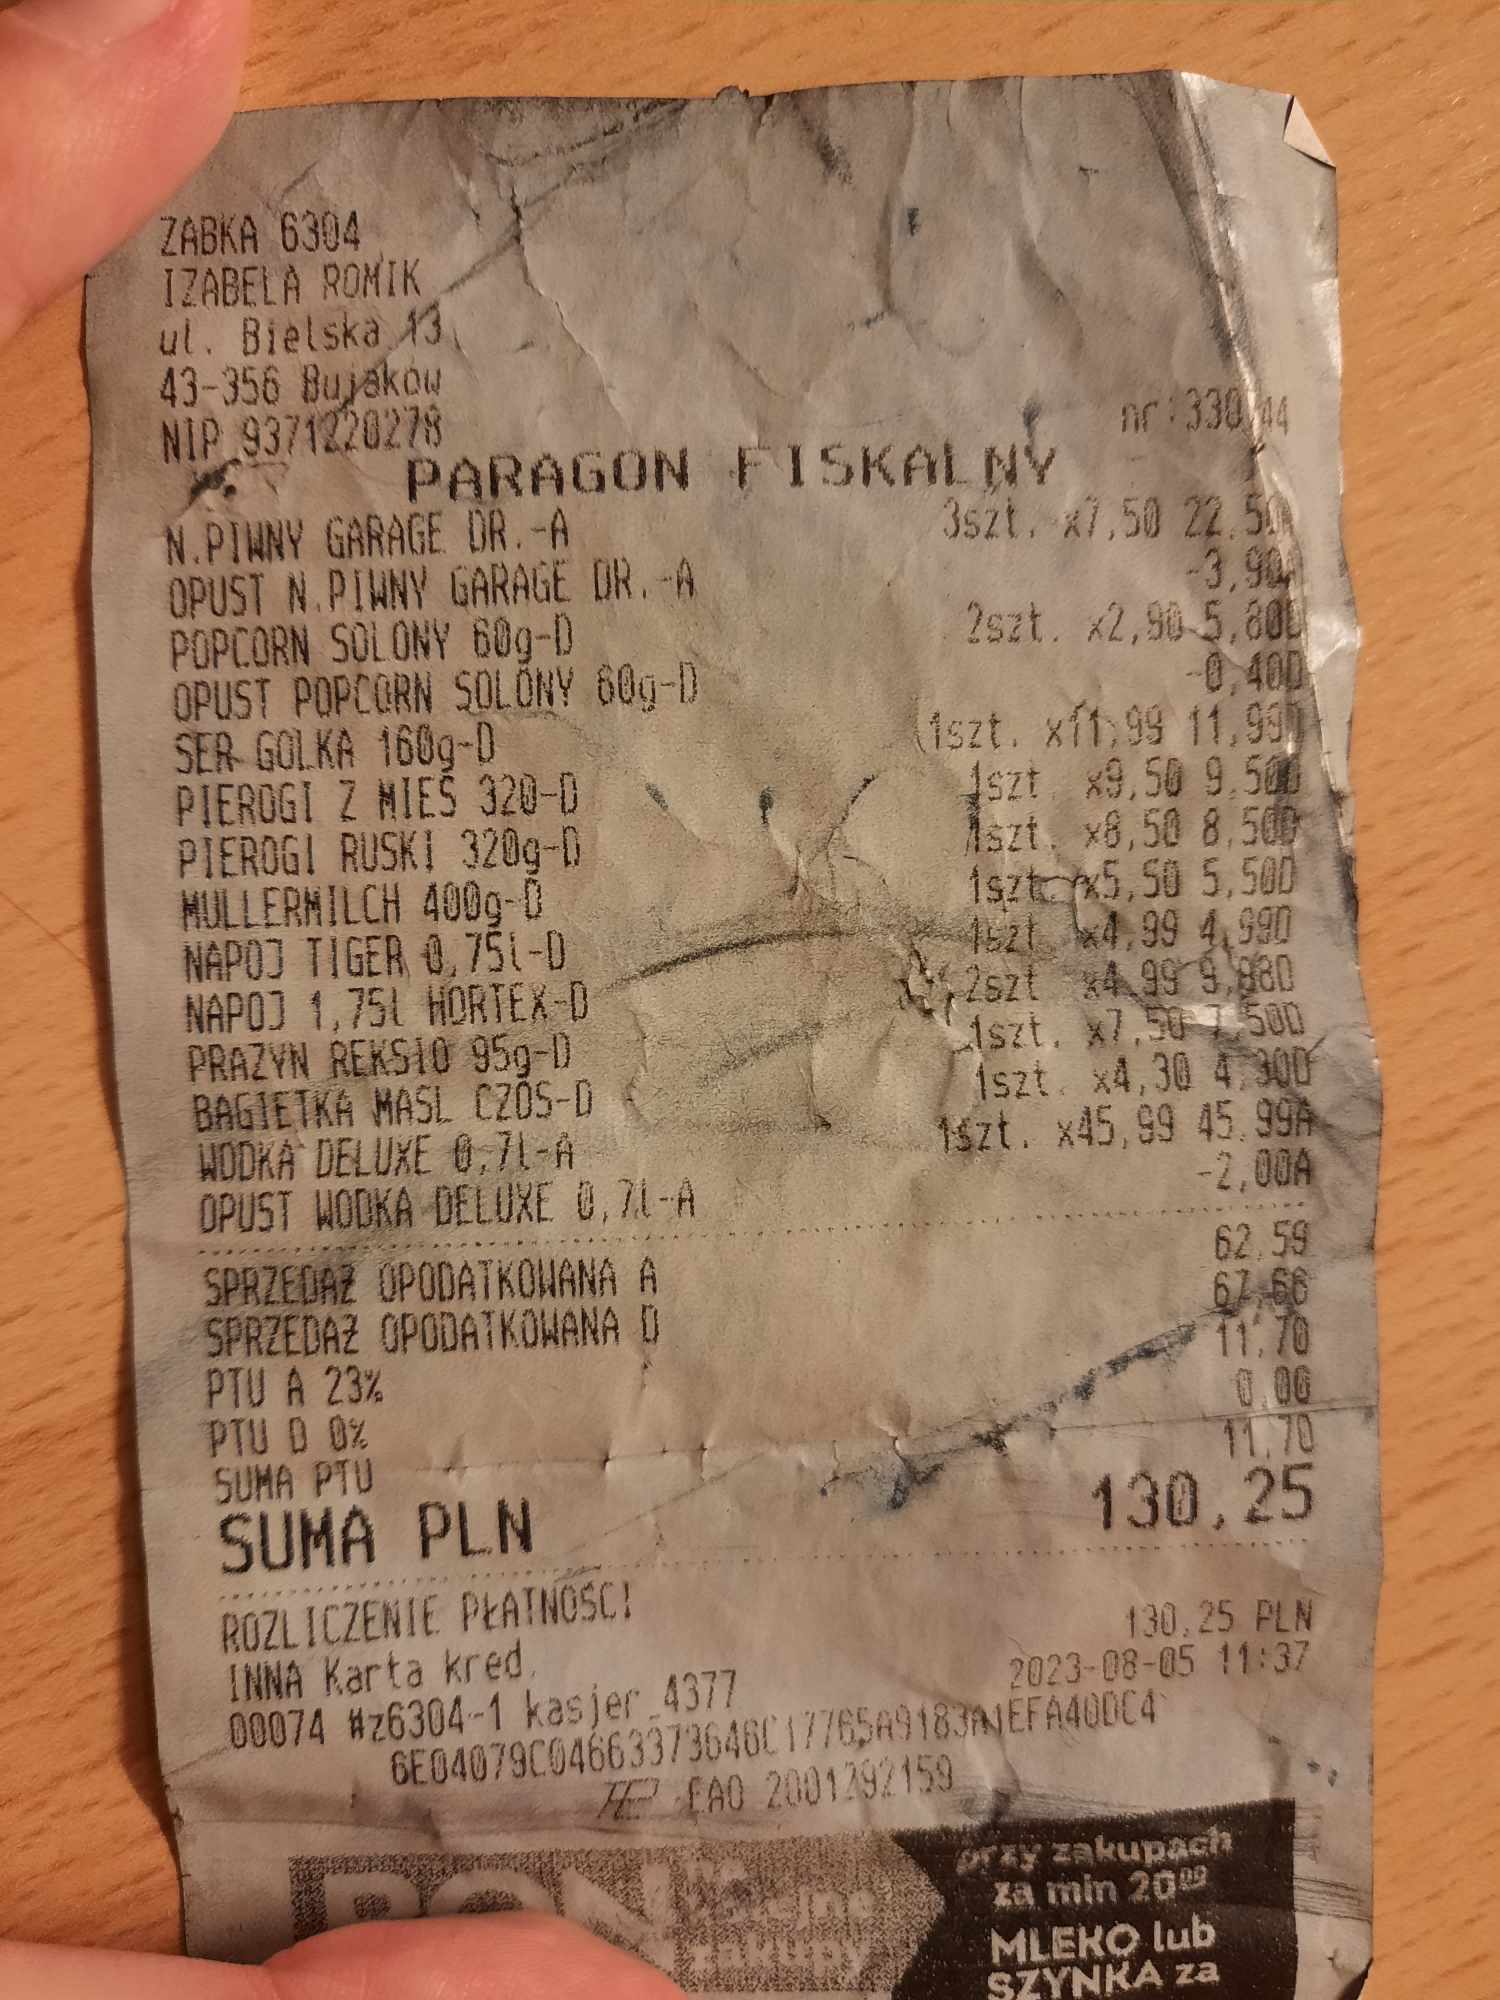 ZABKA 6304
IZABELA ROMIK
ul. Bielska 13
43-356 Bujaków
NIP 9371220278 nr:330744
PARAGON FISKALNY
N.PIWNY GARAGE DR.-A 3szt. x7,50 22,50A
OPUST N.PIWNY GARAGE DR.-A -3,90A
POPCORN SOLONY 60g-D 2szt. x2,90 5,80D
OPUST POPCORN SOLONY 60g-D -0,40D
SER GOLKA 160g-D 1szt. x11,99 11,99D
PIEROGI Z MIES 320-D 1szt. x9,50 9,50D
PIEROGI RUSKI 320g-D 1szt. x8,50 8,50D
MULLERMILCH 400g-D 1szt. x5,50 5,50D
NAPOJ TIGER 0,75l-D 1szt. x4,99 4,99D
NAPOJ 1,75l HORTEX-D 2szt. x4,99 9,98D
PRAZYN REKSIO 95g-D 1szt. x7,50 7,50D
BAGIETKA MASL CZOS-D 1szt. x4,30 4,30D
WODKA DELUXE 0,7l-A 1szt. x45,99 45,99A
OPUST WODKA DELUXE 0,7l-A -2,00A
SPRZEDAŻ OPODATKOWANA A 62,59
SPRZEDAŻ OPODATKOWANA D 67,66
PTU A 23% 11,70
PTU D 0% 0,00
SUMA PTU 11,70
SUMA PLN 130,25
ROZLICZENIE PŁATNOŚCI
INNA Karta kred. 130,25 PLN
00074 #z6304-1 kasjer 4377 2023-08-05 11:37
6E04079C04663373646C17765A9183A1EFA40DC4
EAO 2001292159
przy zakupach
za min 20⁰⁰
MLEKO lub
SZYNKA za
zakupy